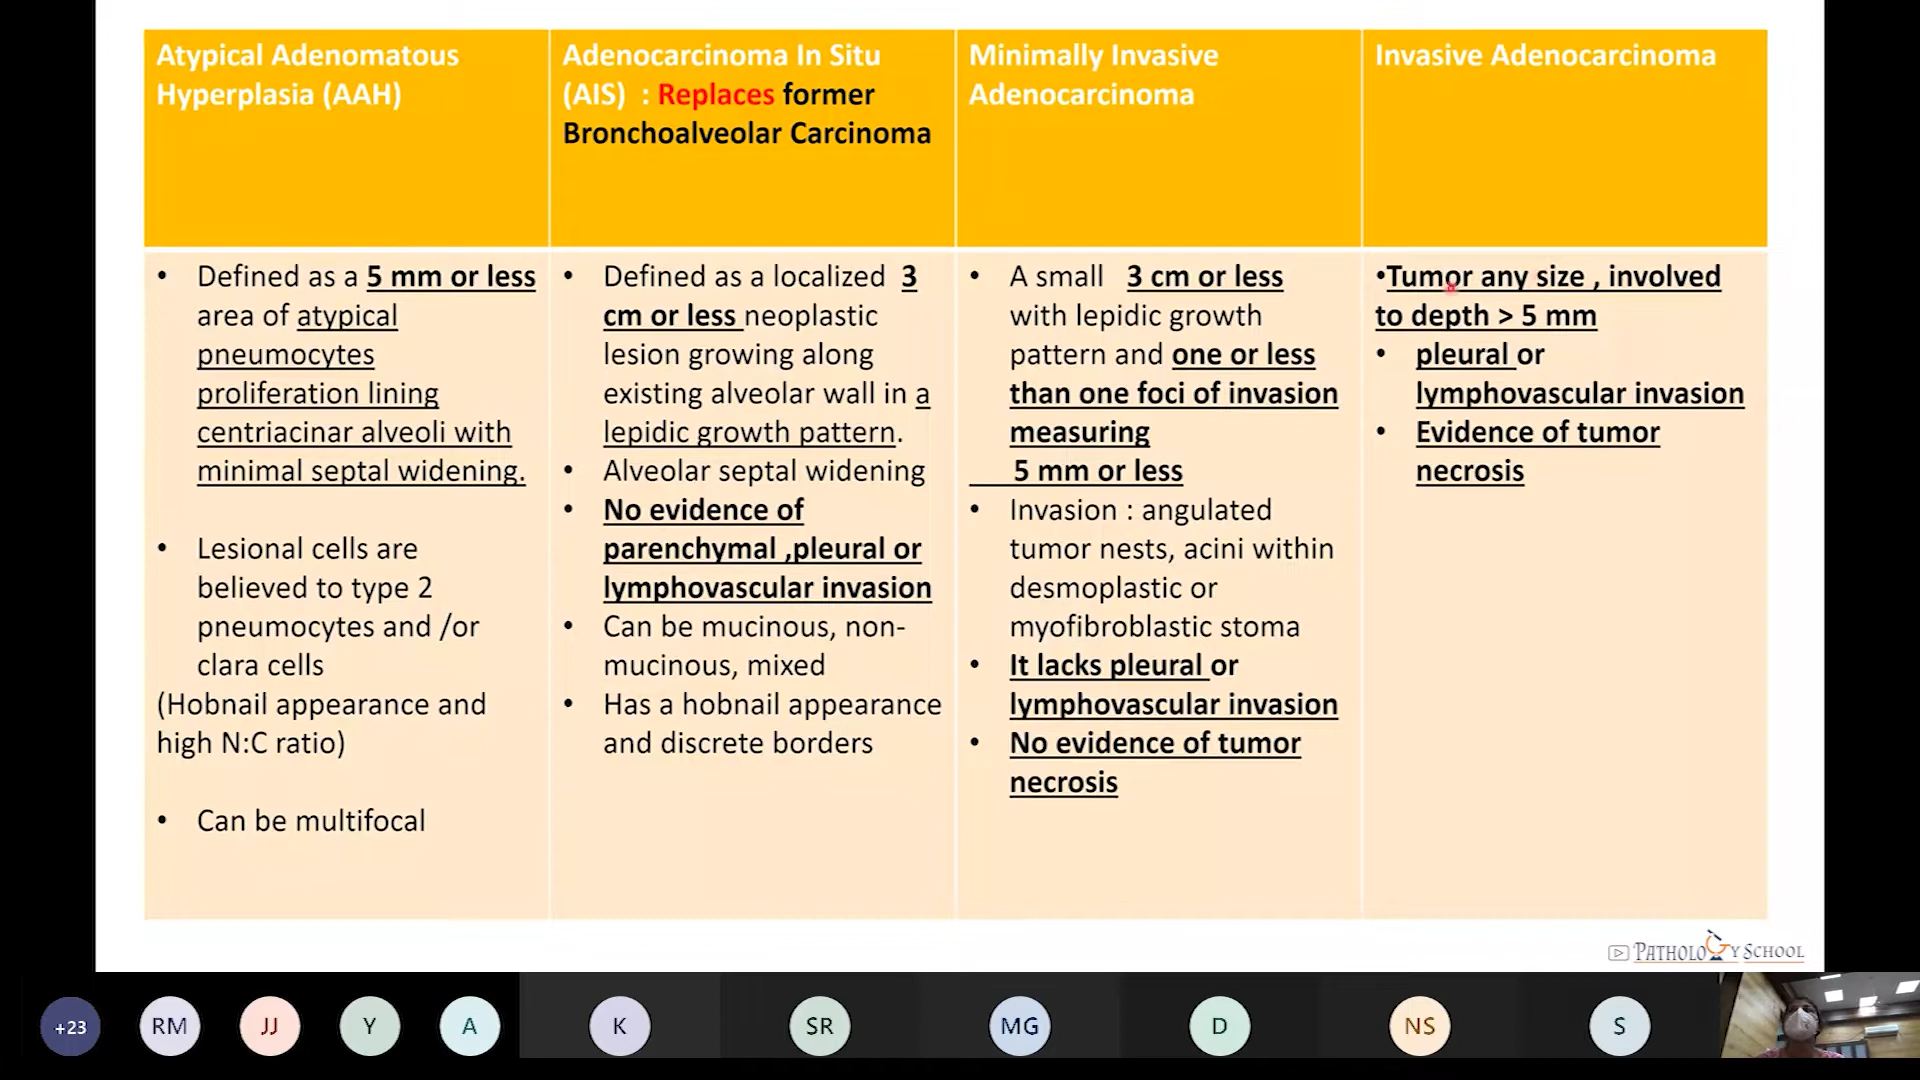 Atypical Adenomatous
Hyperplasia (AAH)
Adenocarcinoma In Situ
(AIS) : Replaces former
Bronchoalveolar Carcinoma
Minimally Invasive
Adenocarcinoma
Invasive Adenocarcinoma
• Defined as a 5 mm or less
area of atypical
pneumocytes
proliferation lining
centriacinar alveoli with
minimal septal widening.
• Lesional cells are
believed to type 2
pneumocytes and /or
clara cells
(Hobnail appearance and
high N:C ratio)
• Can be multifocal
• Defined as a localized 3
cm or less neoplastic
lesion growing along
existing alveolar wall in a
lepidic growth pattern.
• Alveolar septal widening
• No evidence of
parenchymal ,pleural or
lymphovascular invasion
• Can be mucinous, non-
mucinous, mixed
• Has a hobnail appearance
and discrete borders
• A small 3 cm or less
with lepidic growth
pattern and one or less
than one foci of invasion
measuring
5 mm or less
• Invasion : angulated
tumor nests, acini within
desmoplastic or
myofibroblastic stoma
• It lacks pleural or
lymphovascular invasion
• No evidence of tumor
necrosis
•Tumor any size , involved
to depth > 5 mm
• pleural or
lymphovascular invasion
• Evidence of tumor
necrosis
PATHOLOGY SCHOOL
+23
RM
JJ
Y
A
K
SR
MG
D
NS
S